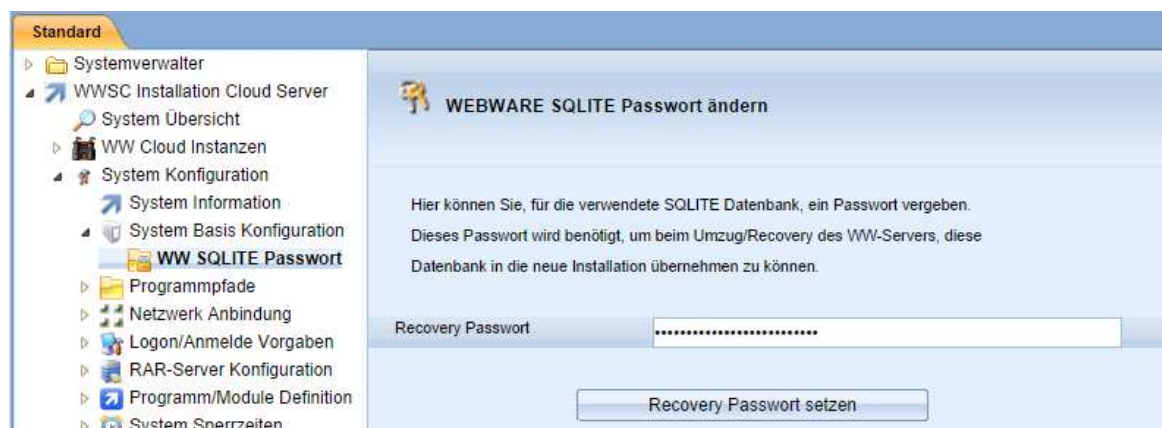 Standard
Systemverwalter
WWSC Installation Cloud Server
System Übersicht
WW Cloud Instanzen
System Konfiguration
System Information
System Basis Konfiguration
WW SQLITE Passwort
Programmpfade
Netzwerk Anbindung
Logon/Anmelde Vorgaben
RAR-Server Konfiguration
Programm/Module Definition
System Sperrzeiten
WEBWARE SQLITE Passwort ändern
Hier können Sie, für die verwendete SQLITE Datenbank, ein Passwort vergeben.
Dieses Passwort wird benötigt, um beim Umzug/Recovery des WW-Servers, diese
Datenbank in die neue Installation übernehmen zu können.
Recovery Passwort
Recovery Passwort setzen